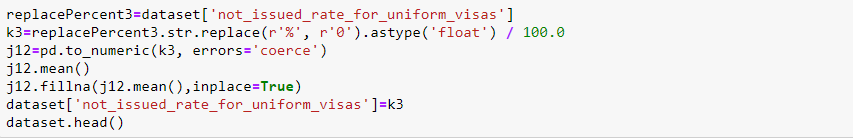 replacePercent3=dataset['not_issued_rate_for_uniform_visas']
k3=replacePercent3.str.replace(r'%', r'0').astype('float') / 100.0
j12=pd.to_numeric(k3, errors='coerce')
j12.mean()
j12.fillna(j12.mean(),inplace=True)
dataset['not_issued_rate_for_uniform_visas']=k3
dataset.head()